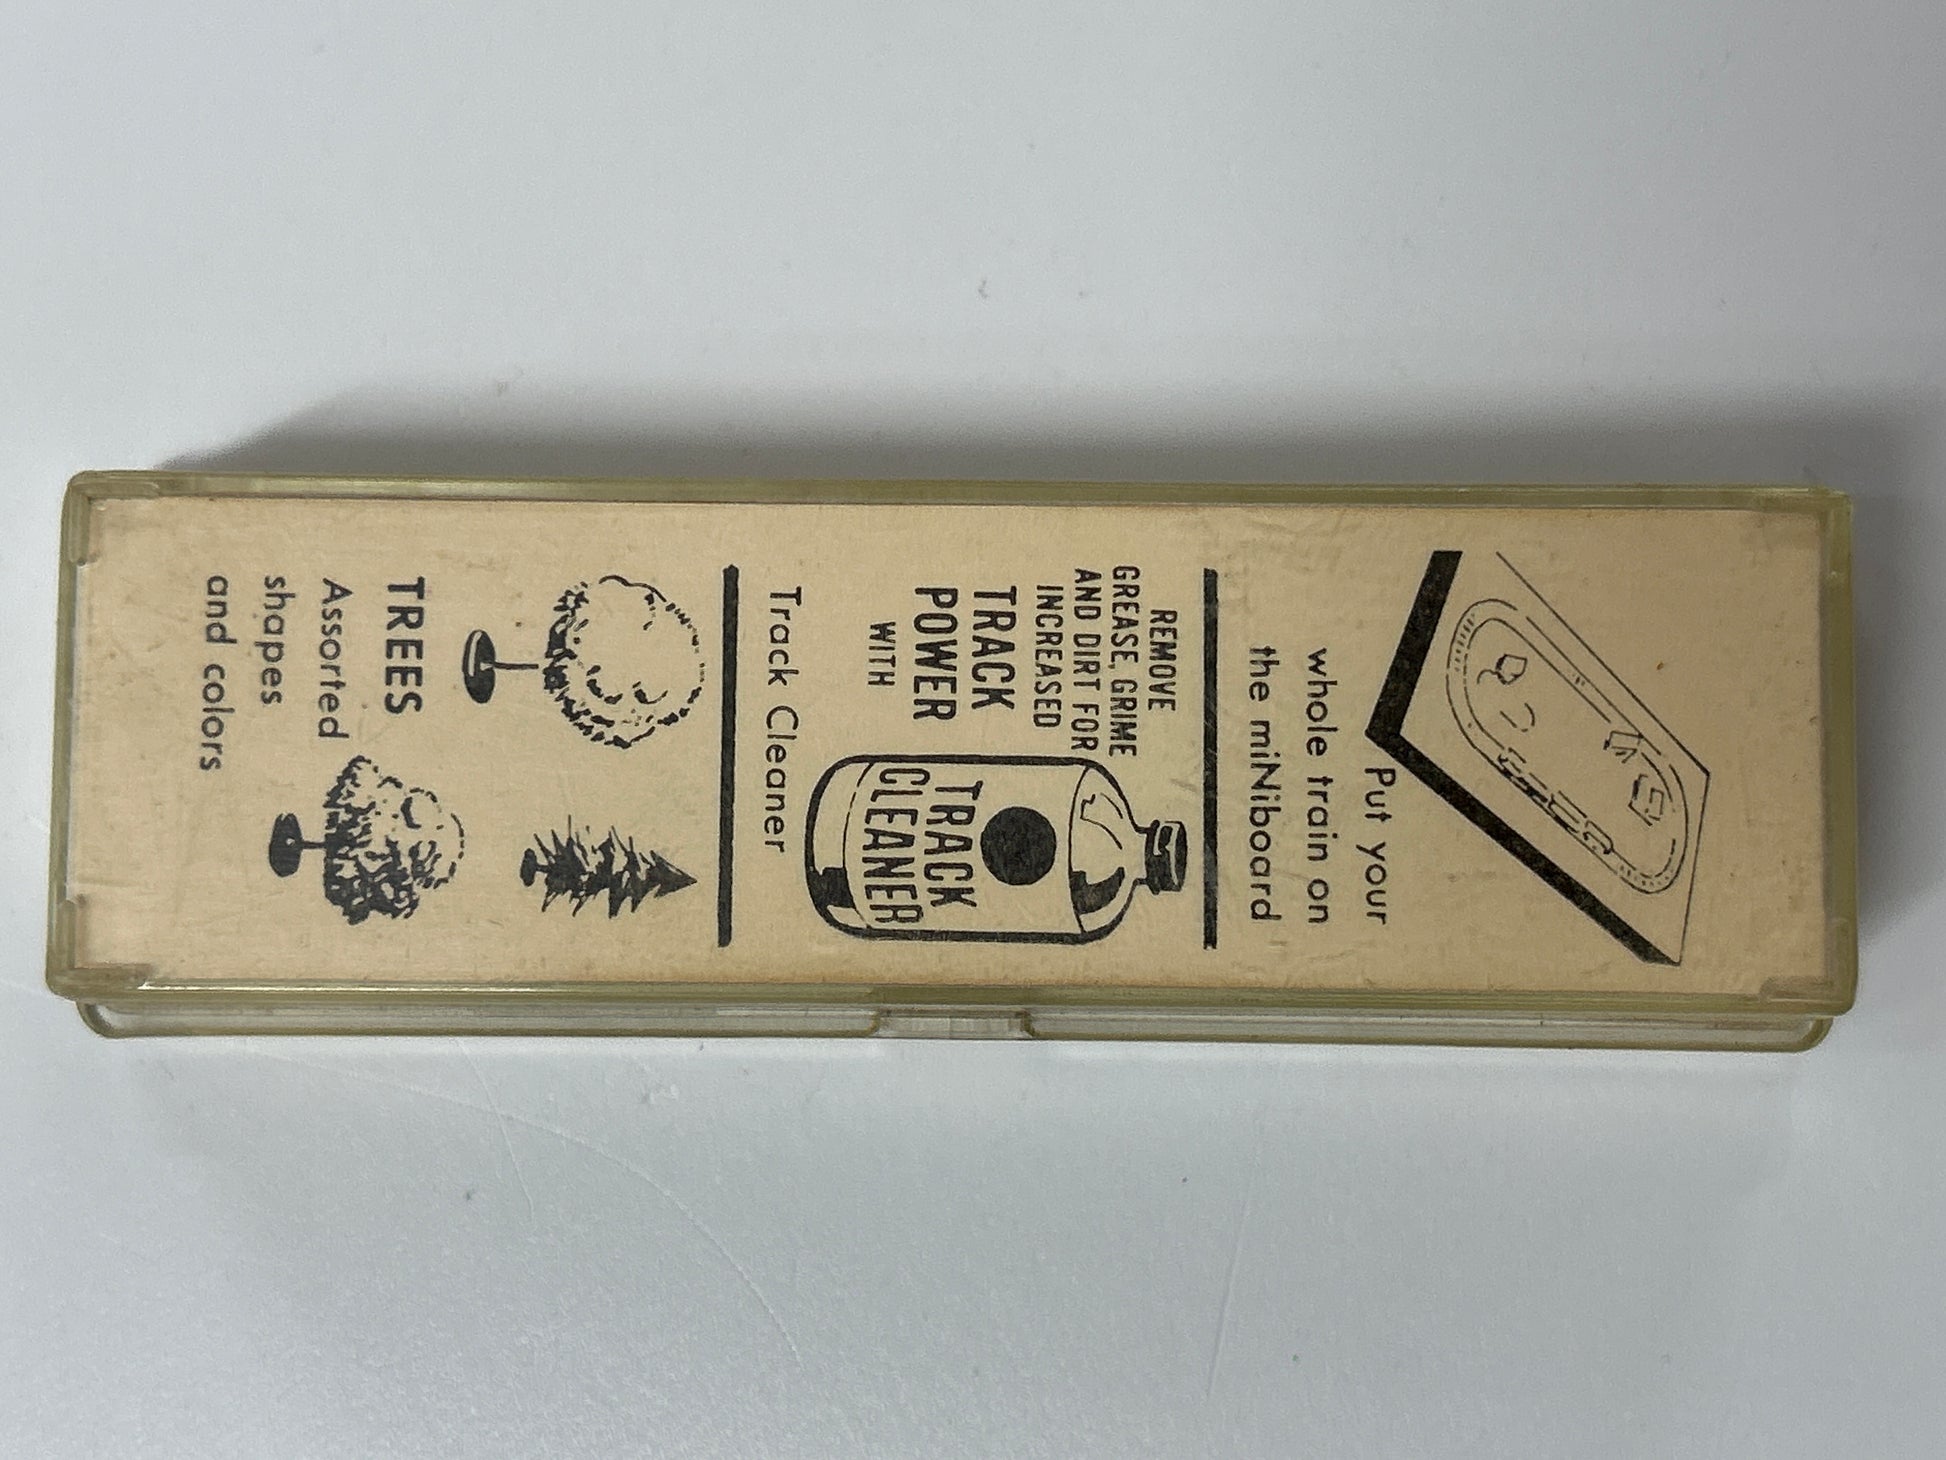 Put your
whole train on
the miNiboard
REMOVE
GREASE, GRIME
AND DIRT FOR
INCREASED
TRACK
POWER
WITH
TRACK
CLEANER
Track Cleaner
TREES
Assorted
shapes
and colors